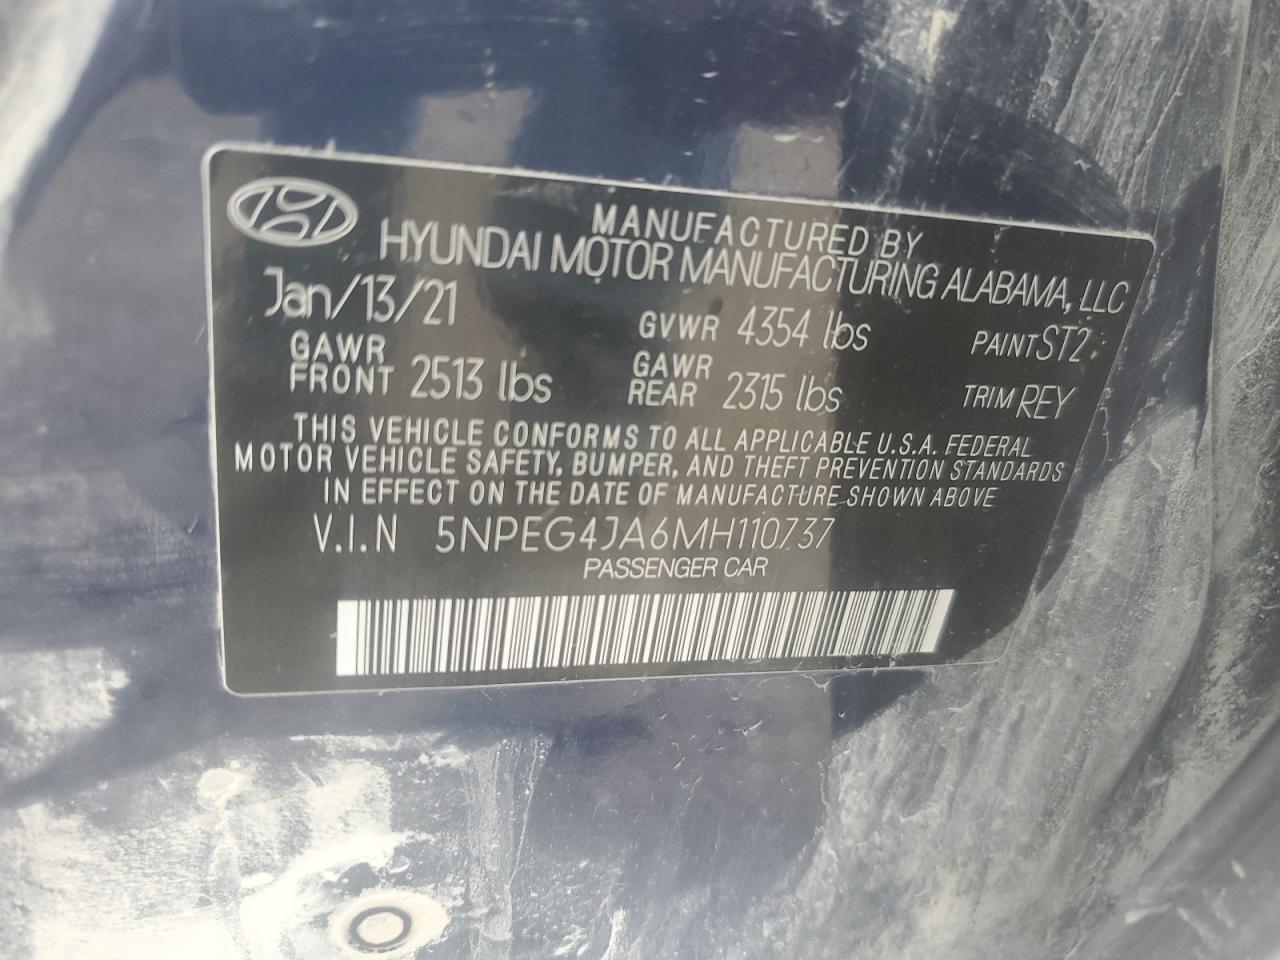 MANUFACTURED BY
HYUNDAI MOTOR MANUFACTURING ALABAMA, LLC
Jan/13/21 GVWR 4354 lbs PAINT ST2
GAWR FRONT 2513 lbs GAWR REAR 2315 lbs TRIM REY
THIS VEHICLE CONFORMS TO ALL APPLICABLE U.S.A. FEDERAL
MOTOR VEHICLE SAFETY, BUMPER, AND THEFT PREVENTION STANDARDS
IN EFFECT ON THE DATE OF MANUFACTURE SHOWN ABOVE
V.I.N 5NPEG4JA6MH110737
PASSENGER CAR